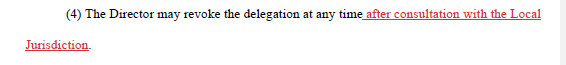 (4) The Director may revoke the delegation at any time after consultation with the Local
Jurisdiction.